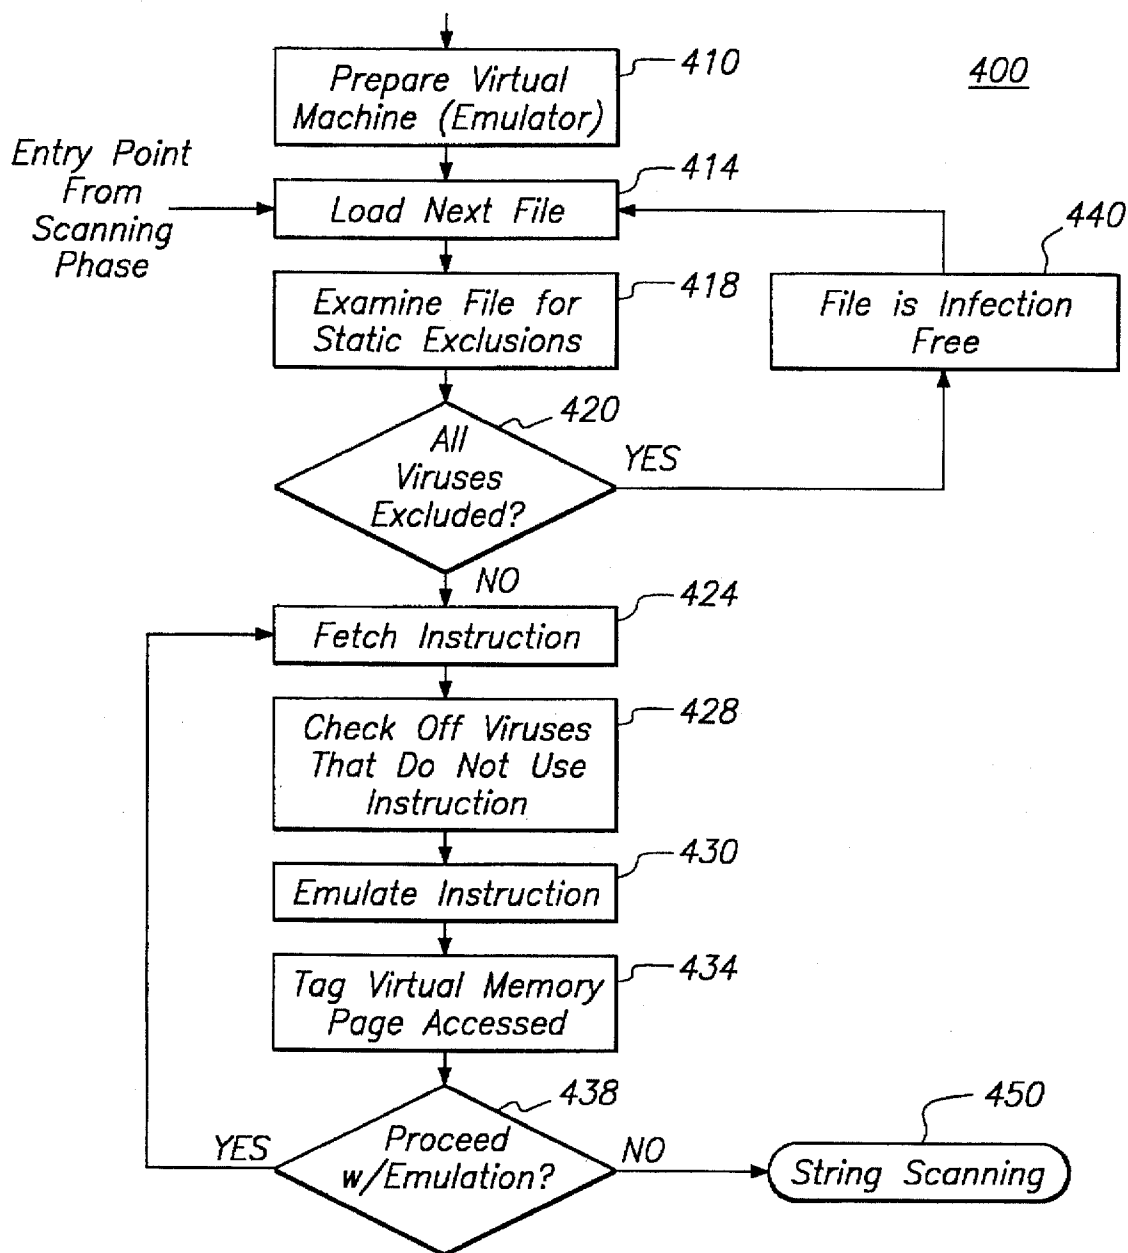 410
400
Prepare Virtual
Machine (Emulator)
Entry Point
From
Scanning
Phase
414
Load Next File
440
418
Examine File for
Static Exclusions
File is Infection
Free
420
All
Viruses
Excluded?
YES
NO
424
Fetch Instruction
428
Check Off Viruses
That Do Not Use
Instruction
430
Emulate Instruction
434
Tag Virtual Memory
Page Accessed
438
Proceed
w/Emulation?
YES
NO
450
String Scanning